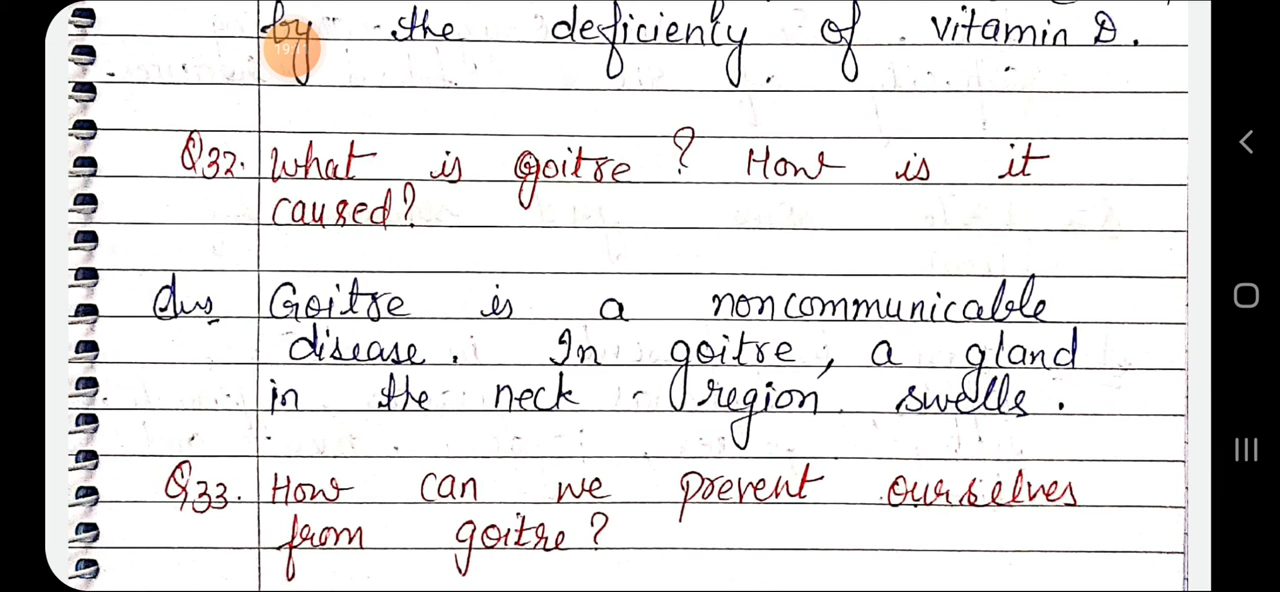 by the deficiency of vitamin D.
Q32. What is goitre? How is it
caused?
Ans Goitre is a noncommunicable
disease. In goitre, a gland
in the neck region swells.
Q33. How can we prevent ourselves
from goitre?